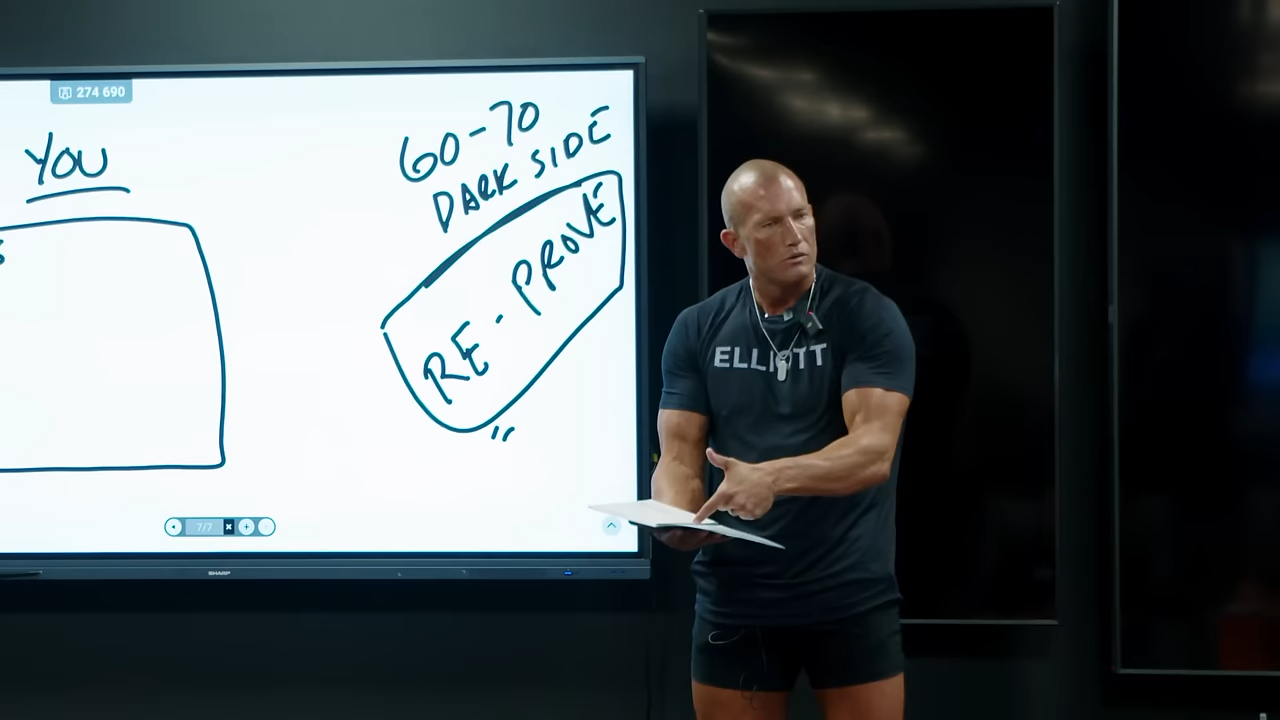 274 690
YOU
60-70
DARK SIDE
RE-PROVE
"
7/7
SHARP
ELLIOTT